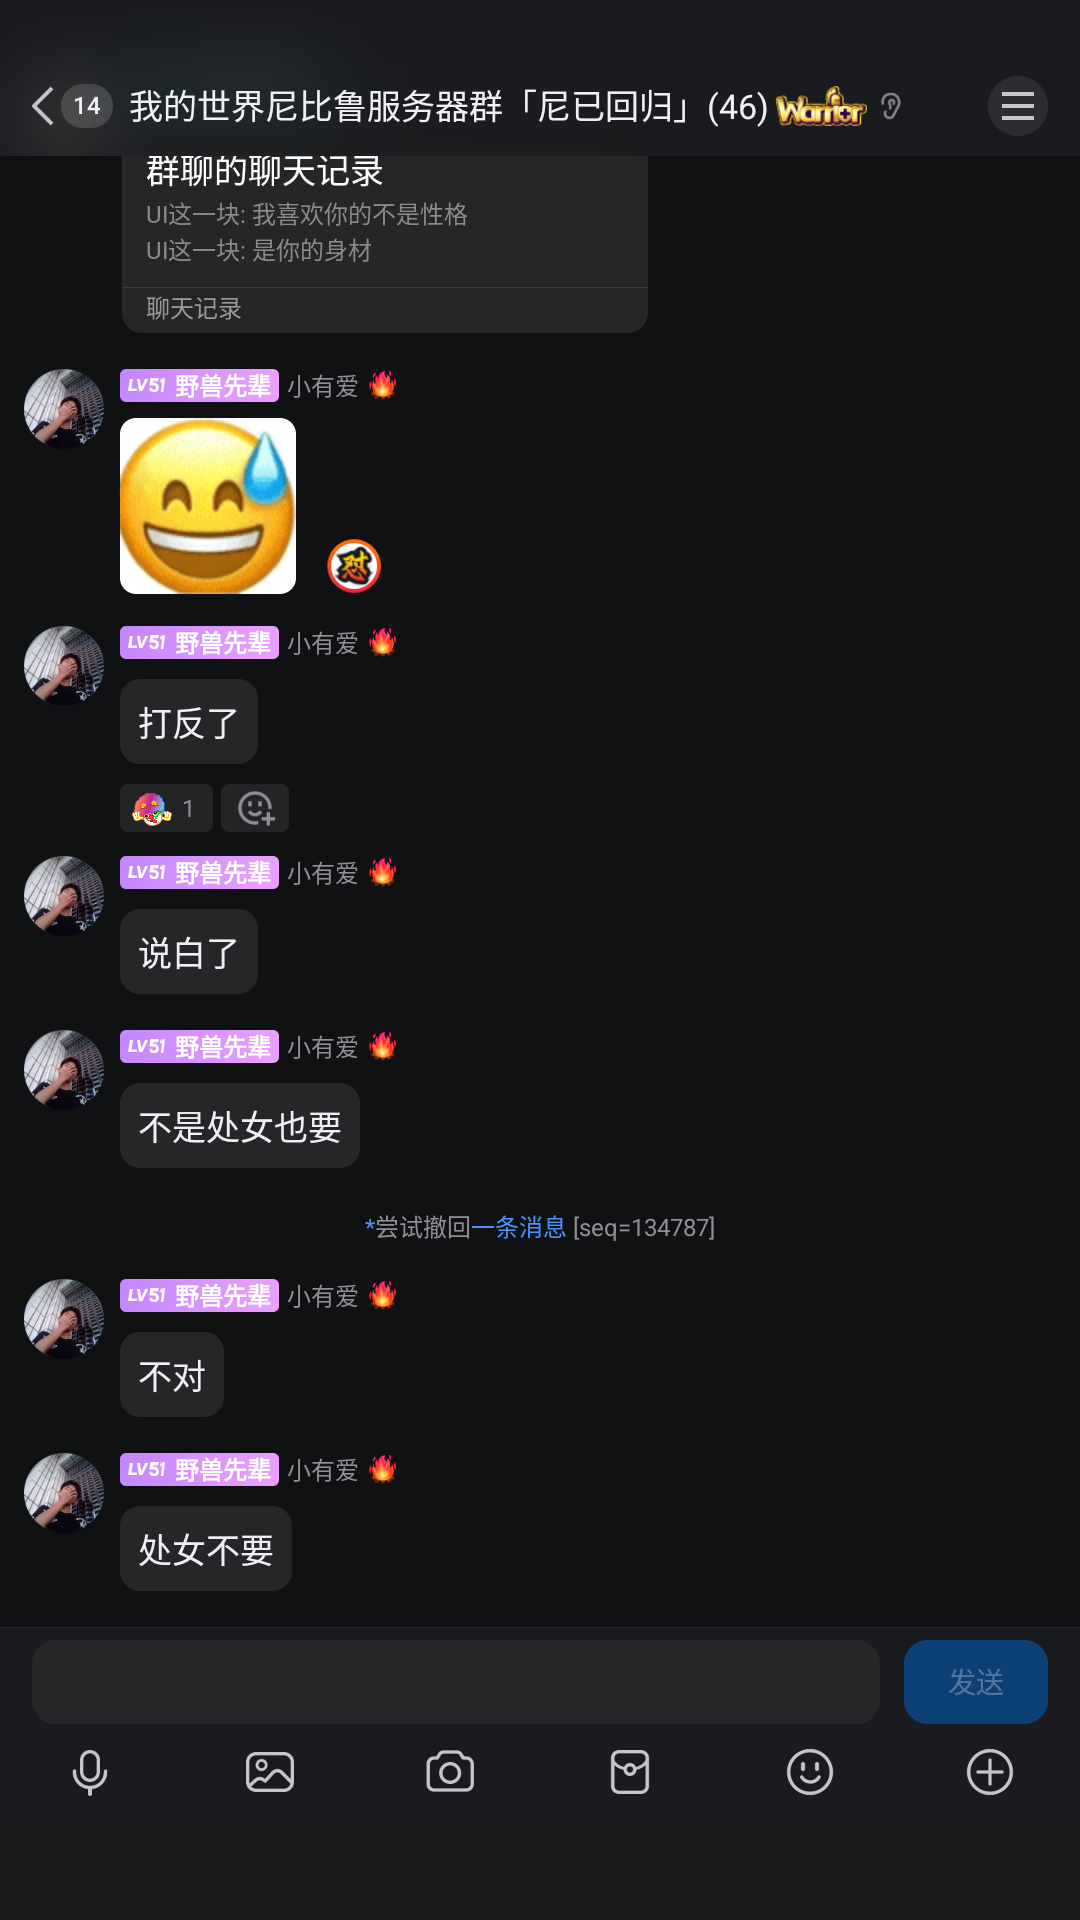 14 我的世界尼比鲁服务器群「尼已回归」(46) Warrior
群聊的聊天记录
UI这一块: 我喜欢你的不是性格
UI这一块: 是你的身材
聊天记录
LV51 野兽先辈 小有爱
怼
LV51 野兽先辈 小有爱
打反了
1
LV51 野兽先辈 小有爱
说白了
LV51 野兽先辈 小有爱
不是处女也要
*尝试撤回一条消息 [seq=134787]
LV51 野兽先辈 小有爱
不对
LV51 野兽先辈 小有爱
处女不要
发送